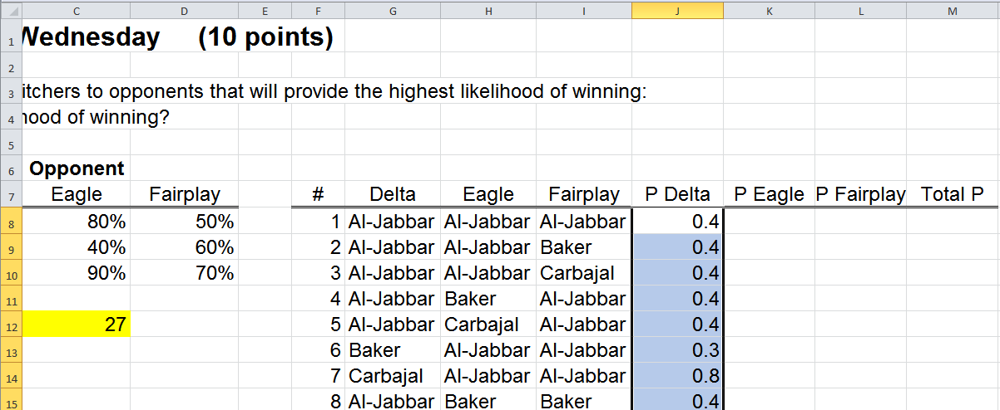 C D E F G H I J K L M
1 Wednesday (10 points)
2
3 itchers to opponents that will provide the highest likelihood of winning:
4 hood of winning?
5
6 Opponent
7 Eagle Fairplay # Delta Eagle Fairplay P Delta P Eagle P Fairplay Total P
8 80% 50% 1 Al-Jabbar Al-Jabbar Al-Jabbar 0.4
9 40% 60% 2 Al-Jabbar Al-Jabbar Baker 0.4
10 90% 70% 3 Al-Jabbar Al-Jabbar Carbajal 0.4
11 4 Al-Jabbar Baker Al-Jabbar 0.4
12 27 5 Al-Jabbar Carbajal Al-Jabbar 0.4
13 6 Baker Al-Jabbar Al-Jabbar 0.3
14 7 Carbajal Al-Jabbar Al-Jabbar 0.8
15 8 Al-Jabbar Baker Baker 0.4